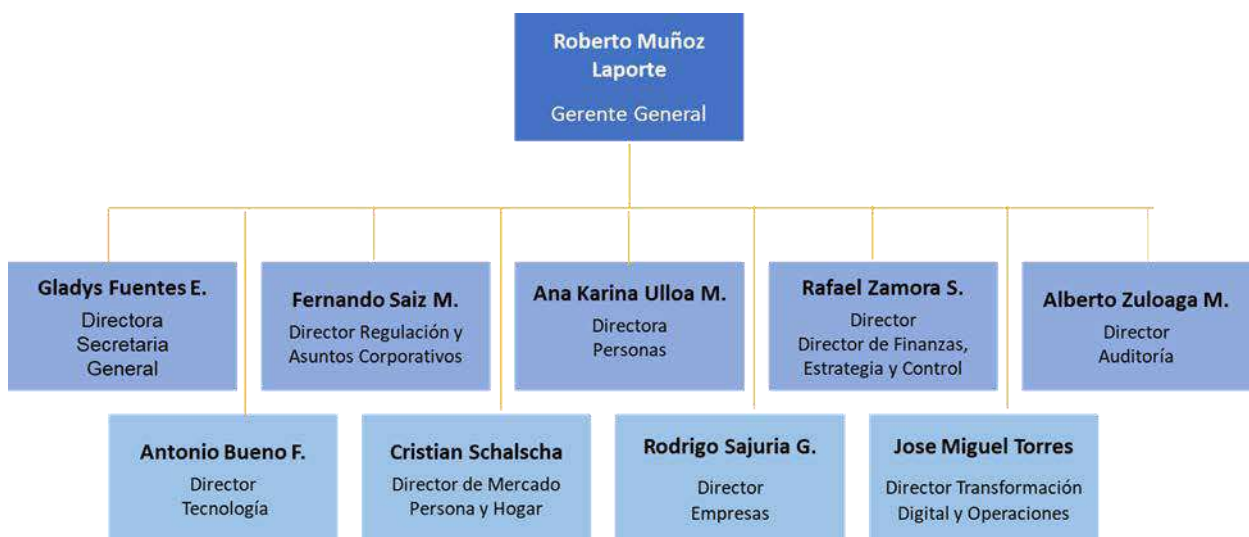 Roberto Muñoz
Laporte
Gerente General
Gladys Fuentes E.
Directora
Secretaria
General
Fernando Saiz M.
Director Regulación y
Asuntos Corporativos
Ana Karina Ulloa M.
Directora
Personas
Rafael Zamora S.
Director
Director de Finanzas,
Estrategia y Control
Alberto Zuloaga M.
Director
Auditoría
Antonio Bueno F.
Director
Tecnología
Cristian Schalscha
Director de Mercado
Persona y Hogar
Rodrigo Sajuria G.
Director
Empresas
Jose Miguel Torres
Director Transformación
Digital y Operaciones